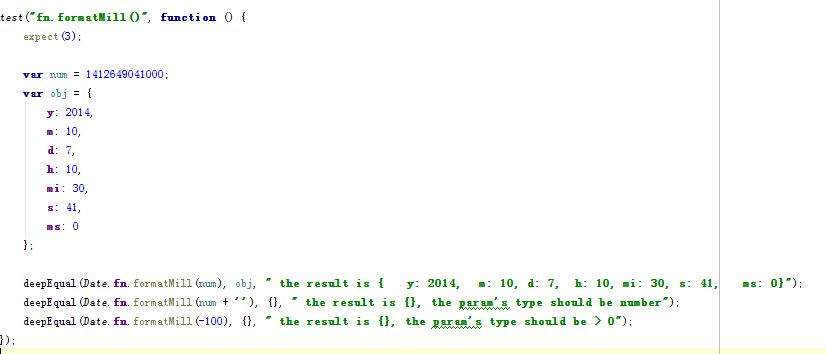 test("fn.formatMill()", function () {
    expect(3);

    var num = 1412649041000;
    var obj = {
        y: 2014,
        m: 10,
        d: 7,
        h: 10,
        mi: 30,
        s: 41,
        ms: 0
    };

    deepEqual(Date.fn.formatMill(num), obj, " the result is {   y: 2014,   m: 10, d: 7,  h: 10, mi: 30, s: 41,    ms: 0}");
    deepEqual(Date.fn.formatMill(num + ''), {}, " the result is {}, the param's type should be number");
    deepEqual(Date.fn.formatMill(-100), {}, " the result is {}, the param's type should be > 0");
});